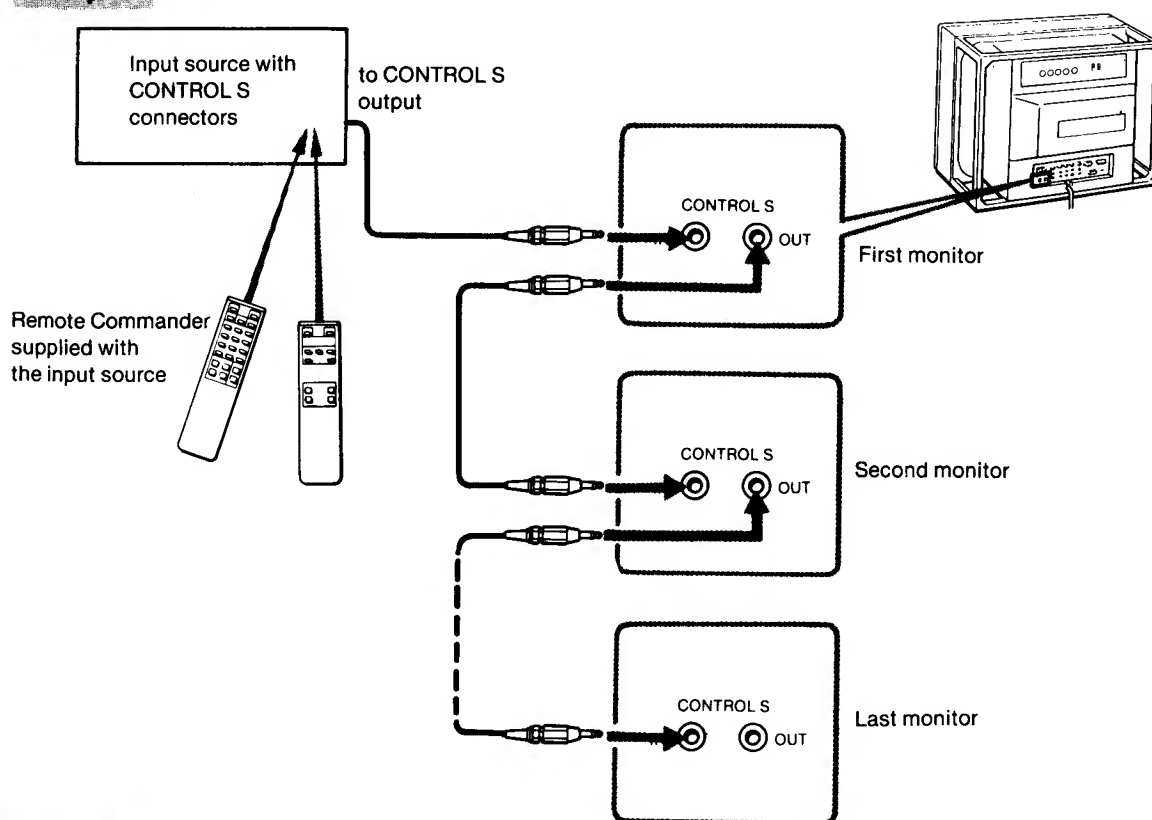 Input source with
CONTROL S
connectors
to CONTROL S
output
CONTROL S
OUT
First monitor
Remote Commander
supplied with
the input source
CONTROL S
OUT
Second monitor
CONTROL S
OUT
Last monitor